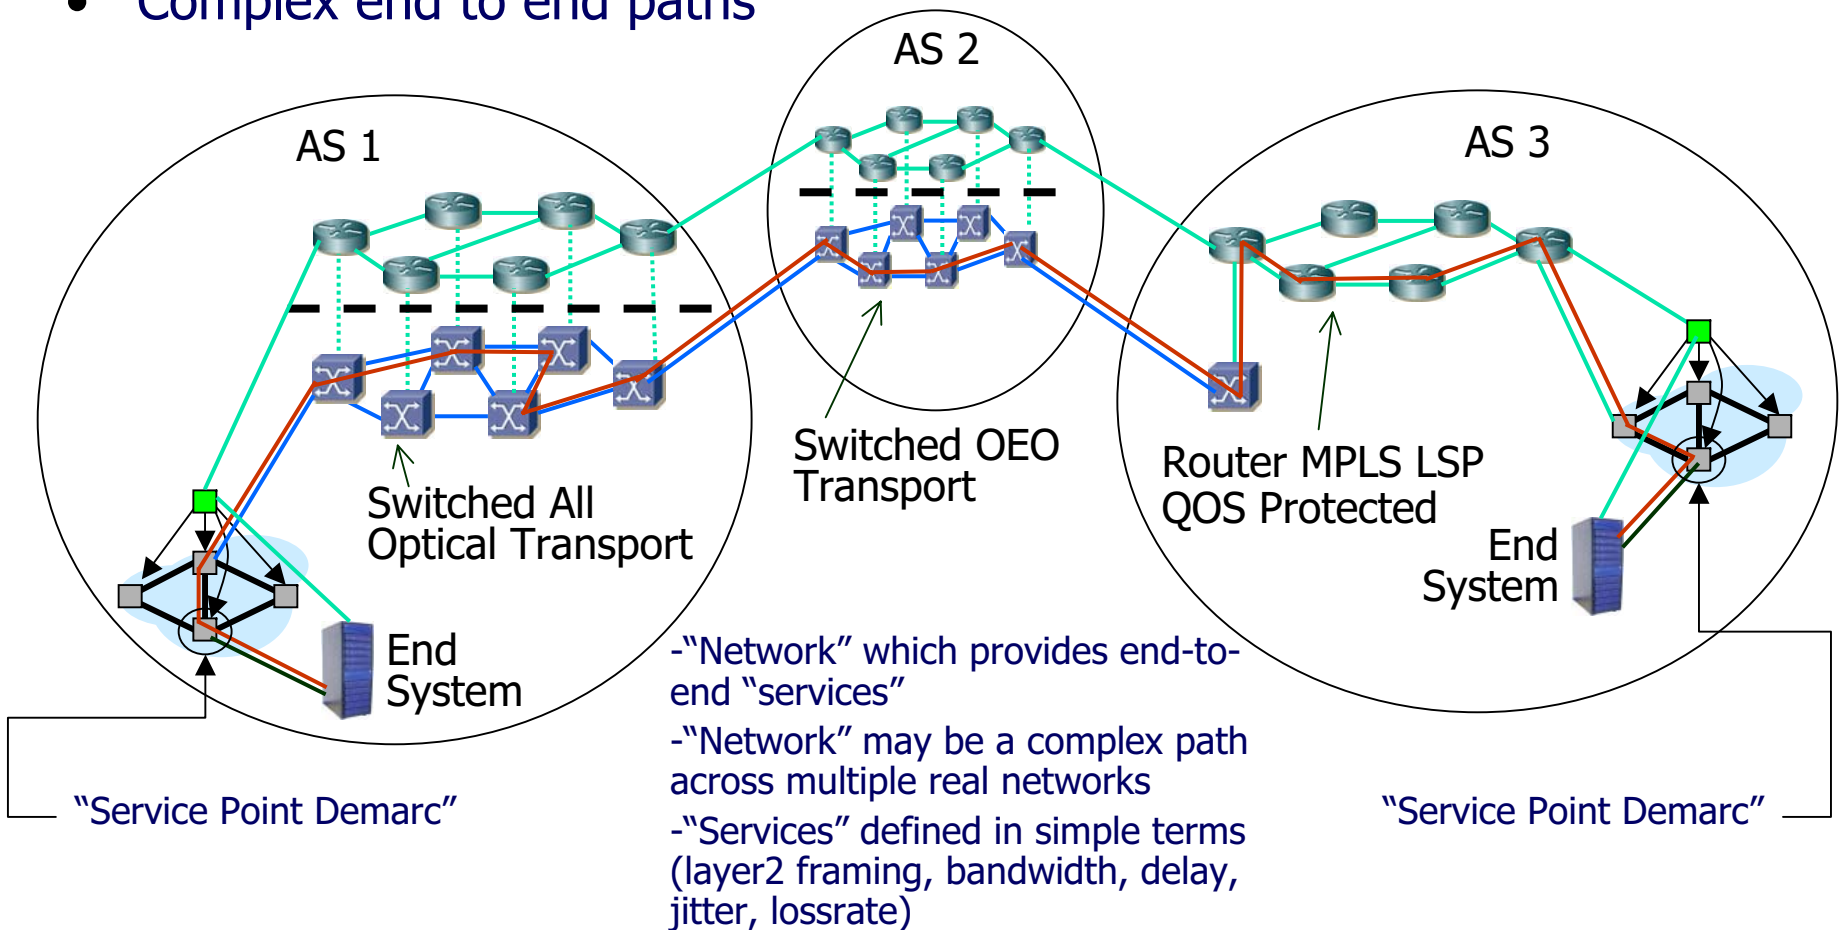 • Complex end to end paths
AS 2
AS 1
AS 3
Switched OEO
Transport
Router MPLS LSP
QOS Protected
Switched All
Optical Transport
End
System
End
System
-“Network” which provides end-to-
end “services”
-“Network” may be a complex path
across multiple real networks
-“Services” defined in simple terms
(layer2 framing, bandwidth, delay,
jitter, lossrate)
“Service Point Demarc”
“Service Point Demarc”